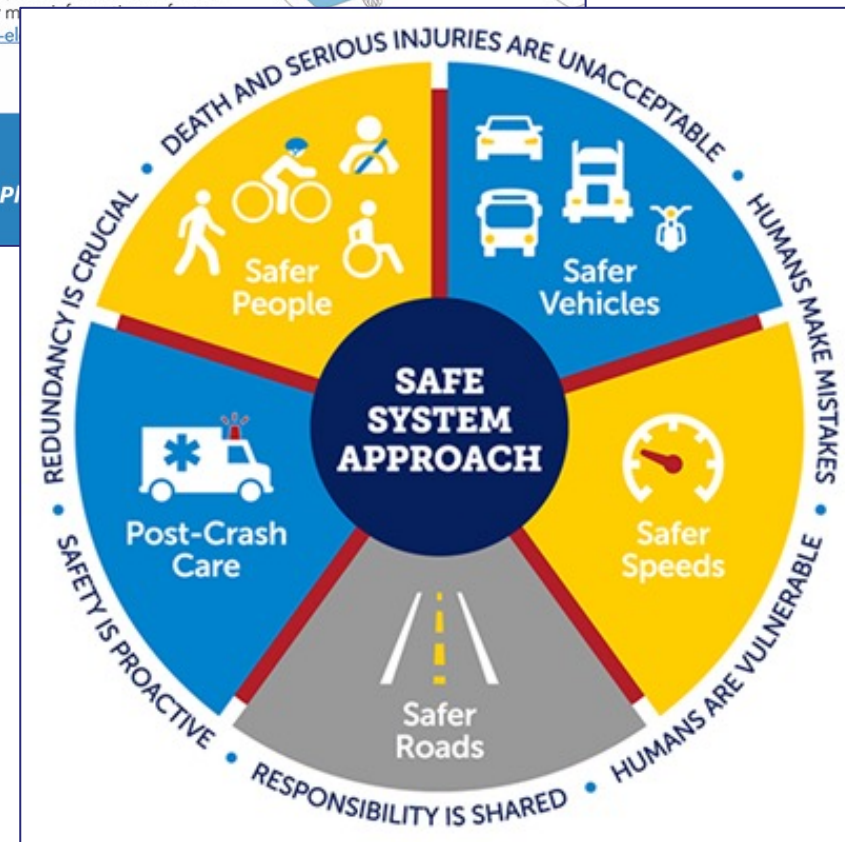 DEATH AND SERIOUS INJURIES ARE UNACCEPTABLE
HUMANS MAKE MISTAKES
HUMANS ARE VULNERABLE
RESPONSIBILITY IS SHARED
SAFETY IS PROACTIVE
REDUNDANCY IS CRUCIAL
Safer
People
Safer
Vehicles
SAFE
SYSTEM
APPROACH
Post-Crash
Care
Safer
Speeds
Safer
Roads